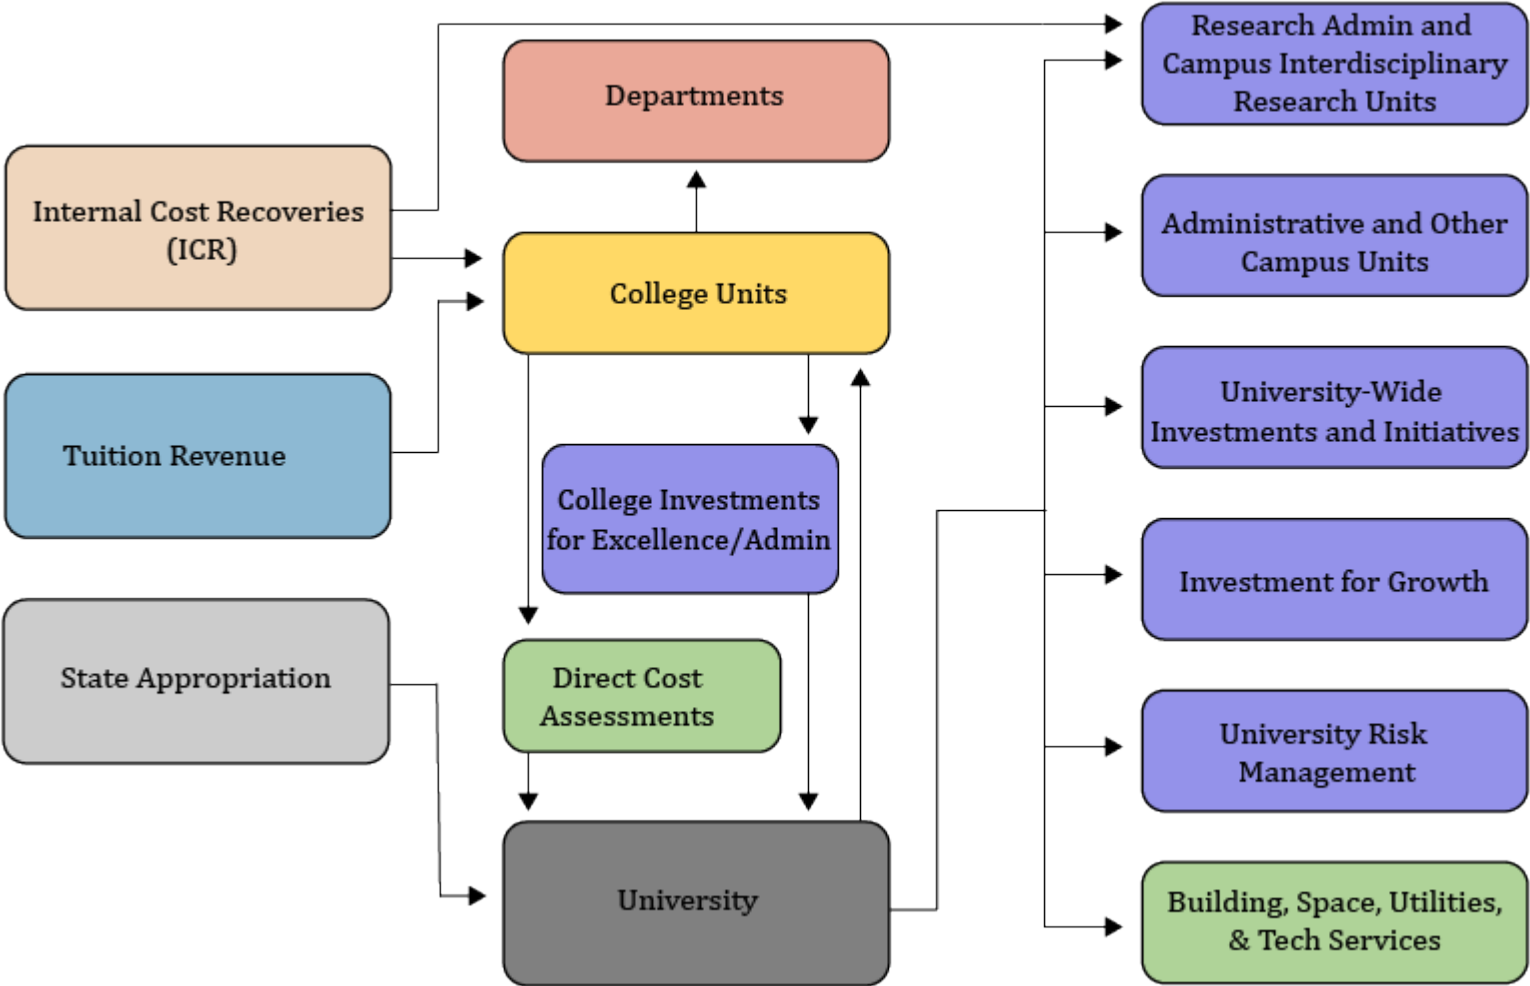 Research Admin and
Campus Interdisciplinary
Research Units
Departments
Internal Cost Recoveries
(ICR)
Administrative and Other
Campus Units
College Units
University-Wide
Investments and Initiatives
Tuition Revenue
College Investments
for Excellence/Admin
Investment for Growth
State Appropriation
Direct Cost
Assessments
University Risk
Management
University
Building, Space, Utilities,
& Tech Services